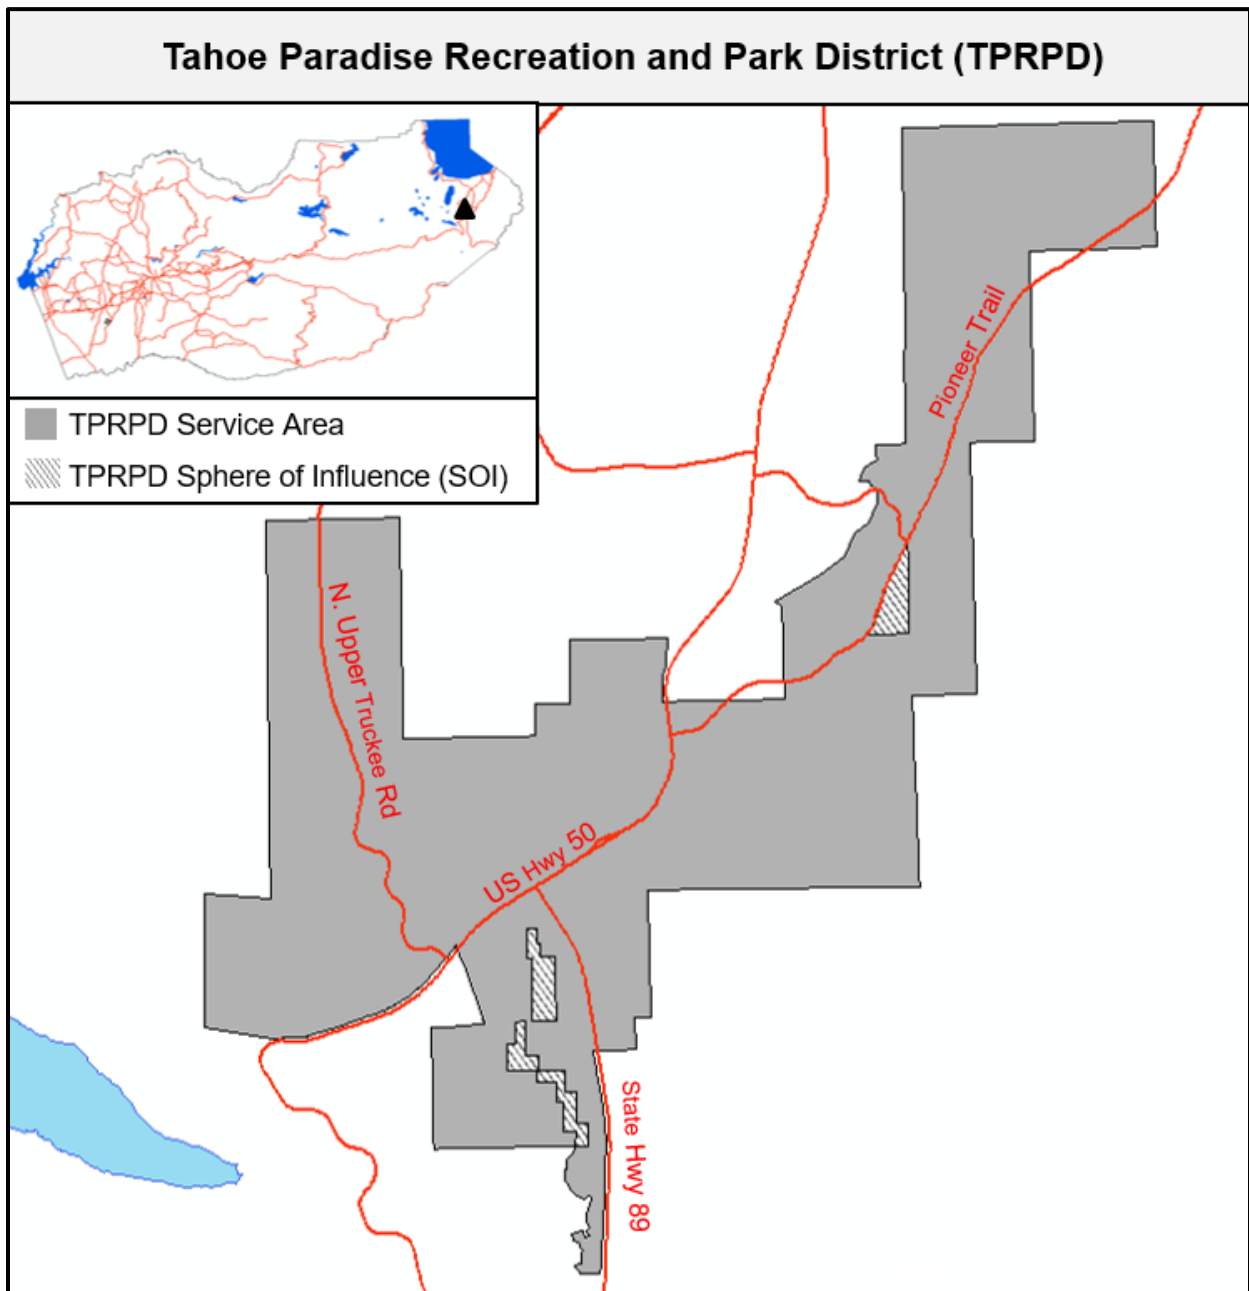 Tahoe Paradise Recreation and Park District (TPRPD)
TPRPD Service Area
TPRPD Sphere of Influence (SOI)
Pioneer Trail
N. Upper Truckee Rd
US Hwy 50
State Hwy 89